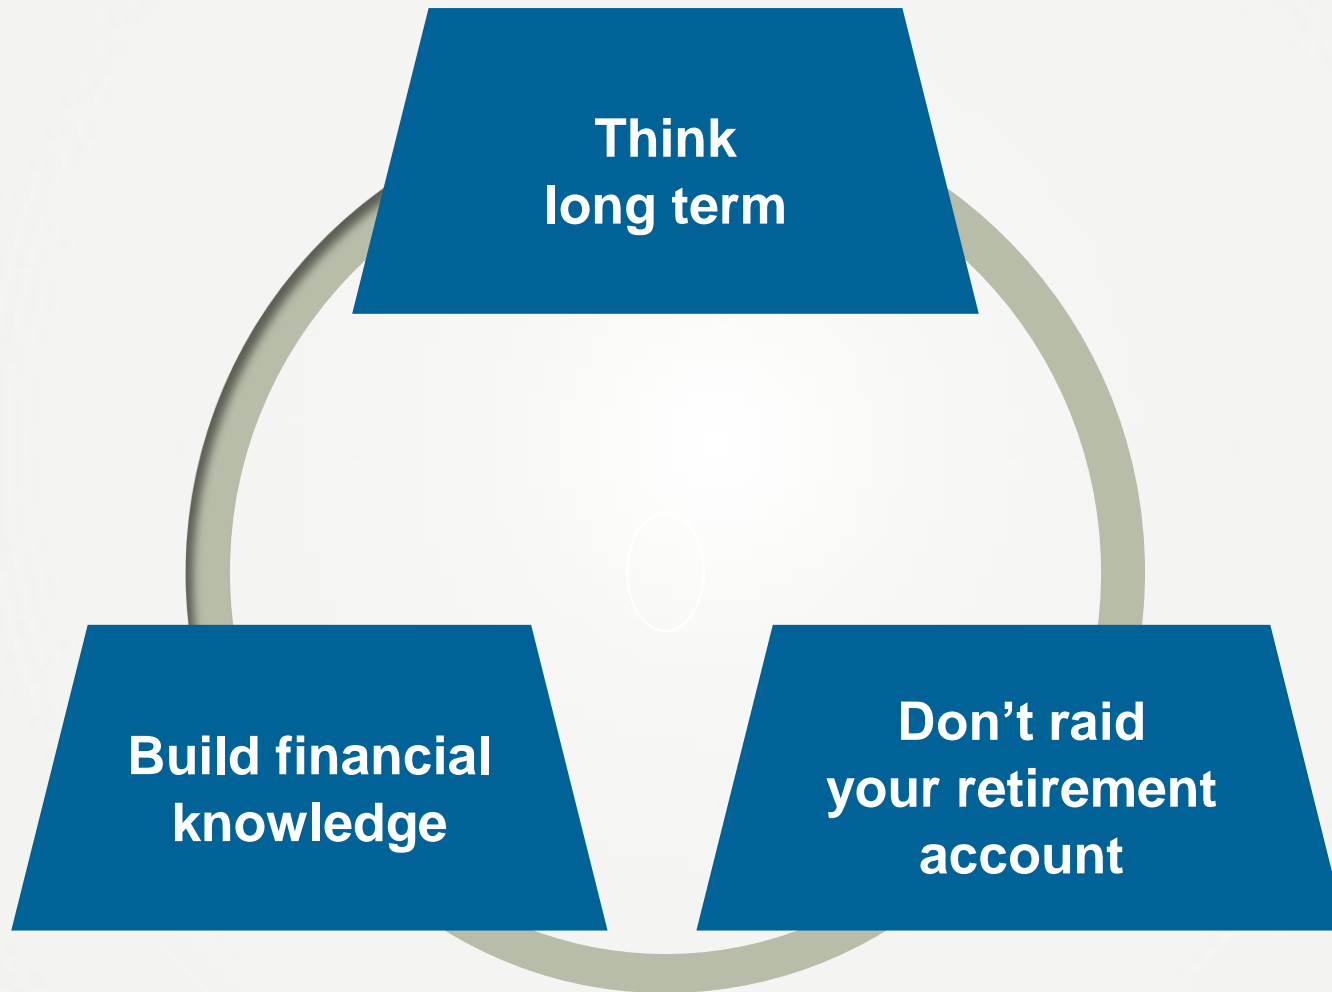 Think
long term
Build financial
knowledge
Don’t raid
your retirement
account